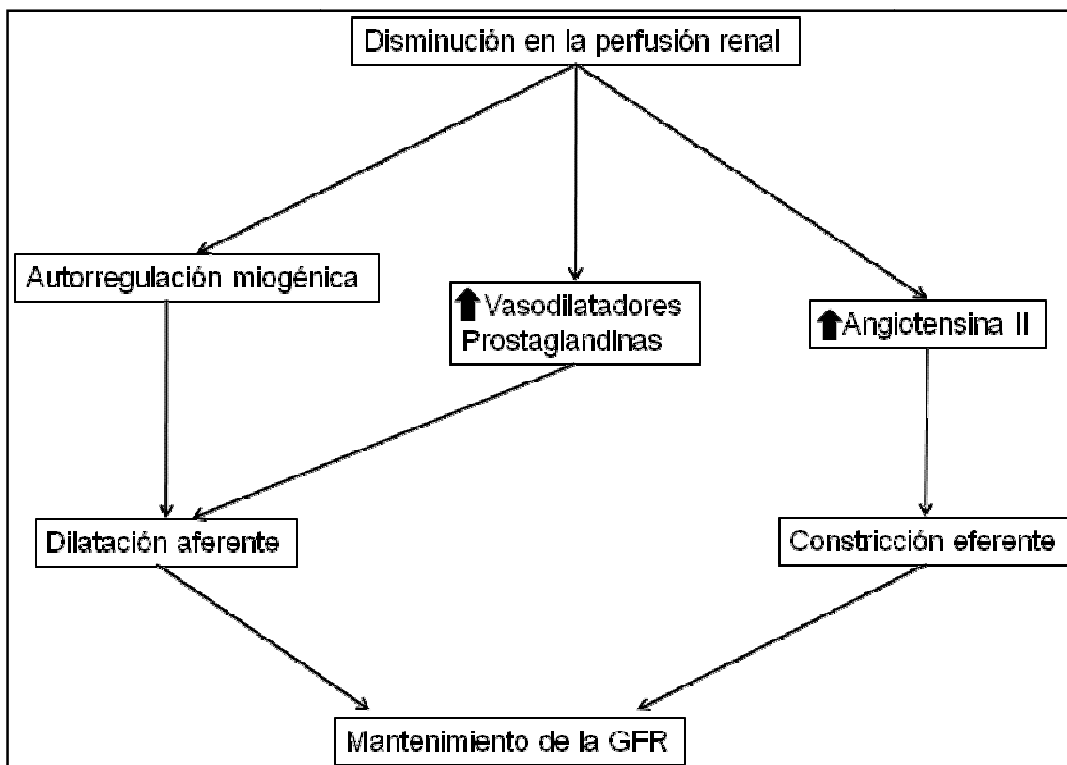 Disminución en la perfusión renal
Autorregulación miogénica
Vasodilatadores
Prostaglandinas
Angiotensina II
Dilatación aferente
Constricción eferente
Mantenimiento de la GFR